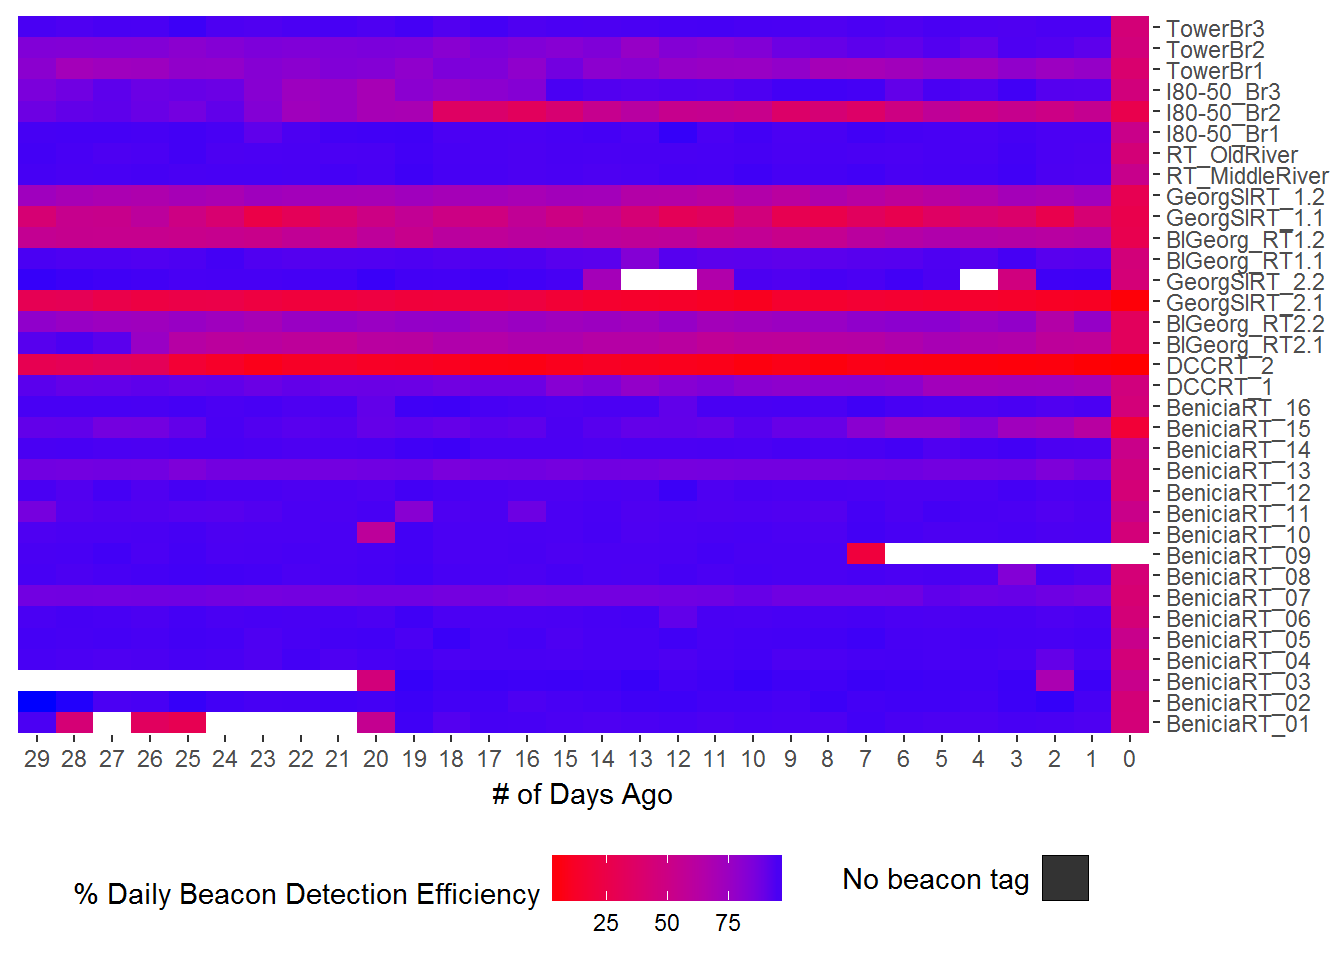 TowerBr3
TowerBr2
TowerBr1
I80-50_Br3
I80-50_Br2
I80-50_Br1
RT_OldRiver
RT_MiddleRiver
GeorgSlRT_1.2
GeorgSlRT_1.1
BlGeorg_RT1.2
BlGeorg_RT1.1
GeorgSlRT_2.2
GeorgSlRT_2.1
BlGeorg_RT2.2
BlGeorg_RT2.1
DCCRT_2
DCCRT_1
BeniciaRT_16
BeniciaRT_15
BeniciaRT_14
BeniciaRT_13
BeniciaRT_12
BeniciaRT_11
BeniciaRT_10
BeniciaRT_09
BeniciaRT_08
BeniciaRT_07
BeniciaRT_06
BeniciaRT_05
BeniciaRT_04
BeniciaRT_03
BeniciaRT_02
BeniciaRT_01
29 28 27 26 25 24 23 22 21 20 19 18 17 16 15 14 13 12 11 10 9 8 7 6 5 4 3 2 1 0
# of Days Ago
% Daily Beacon Detection Efficiency
25 50 75
No beacon tag